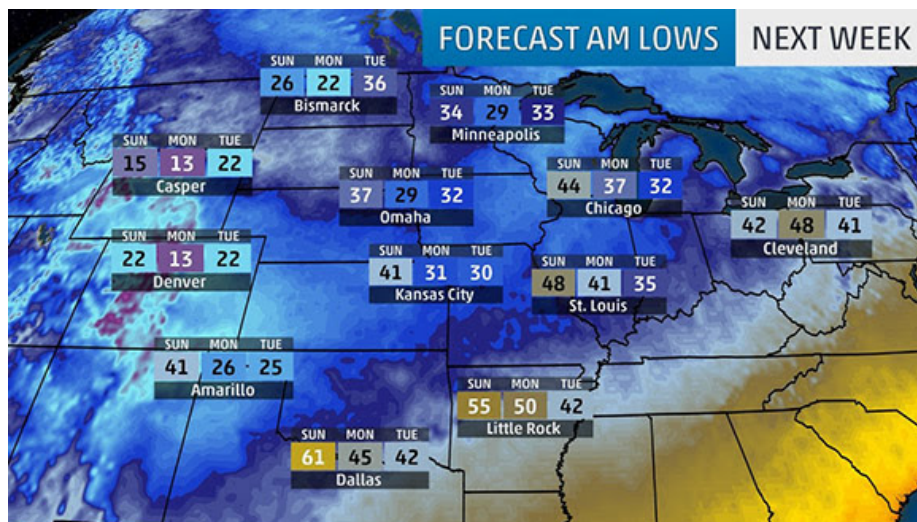 FORECAST AM LOWS NEXT WEEK
SUN MON TUE
26 22 36
Bismarck
SUN MON TUE
34 29 33
Minneapolis
SUN MON TUE
15 13 22
Casper
SUN MON TUE
37 29 32
Omaha
SUN MON TUE
44 37 32
Chicago
SUN MON TUE
42 48 41
Cleveland
SUN MON TUE
22 13 22
Denver
SUN MON TUE
41 31 30
Kansas City
SUN MON TUE
48 41 35
St. Louis
SUN MON TUE
41 26 25
Amarillo
SUN MON TUE
55 50 42
Little Rock
SUN MON TUE
61 45 42
Dallas